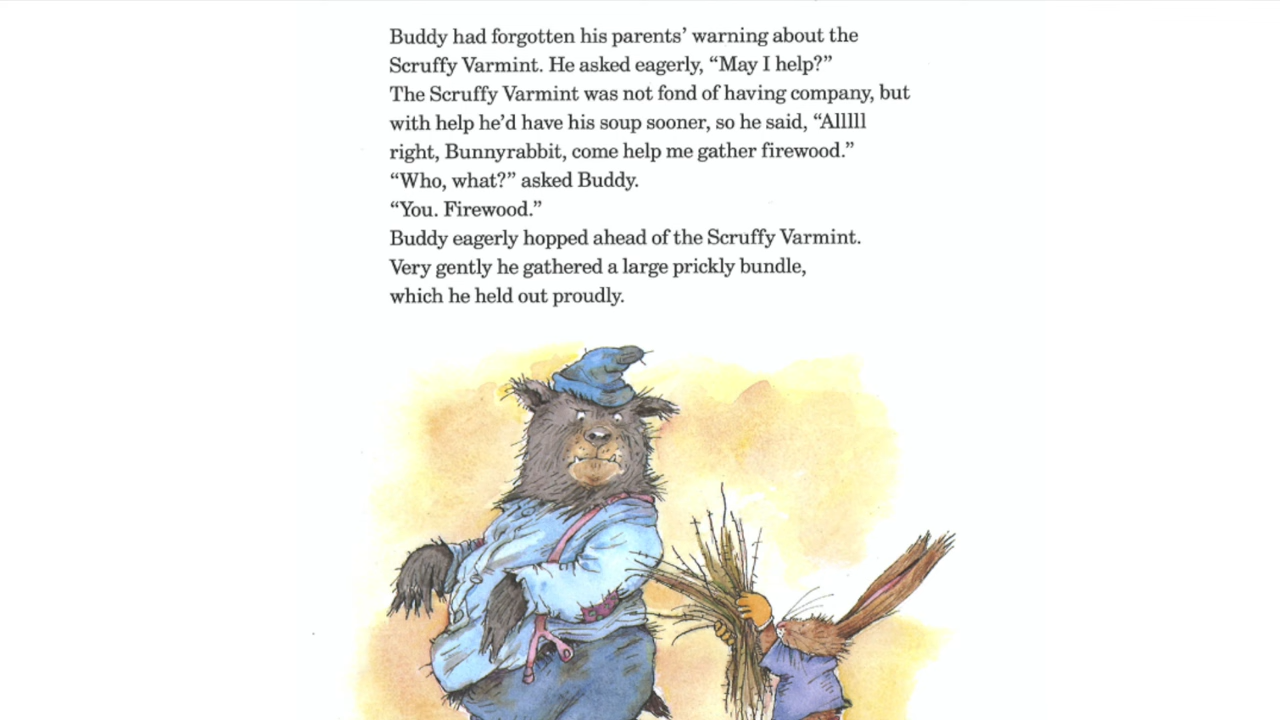 Buddy had forgotten his parents’ warning about the
Scruffy Varmint. He asked eagerly, “May I help?”
The Scruffy Varmint was not fond of having company, but
with help he’d have his soup sooner, so he said, “Alllll
right, Bunnyrabbit, come help me gather firewood.”
“Who, what?” asked Buddy.
“You. Firewood.”
Buddy eagerly hopped ahead of the Scruffy Varmint.
Very gently he gathered a large prickly bundle,
which he held out proudly.